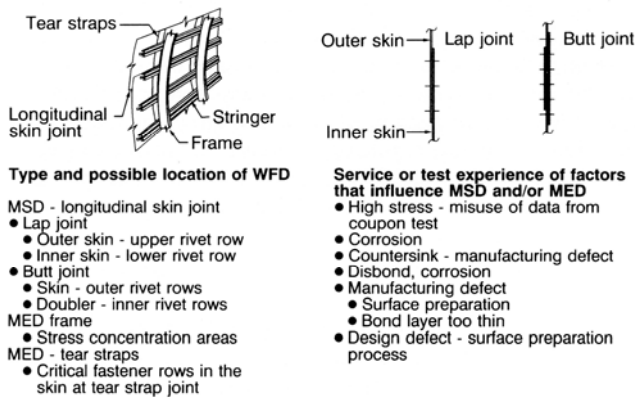 Tear straps
Longitudinal
skin joint
Stringer
Frame
Outer skin
Lap joint
Butt joint
Inner skin
Type and possible location of WFD
MSD - longitudinal skin joint
● Lap joint
● Outer skin - upper rivet row
● Inner skin - lower rivet row
● Butt joint
● Skin - outer rivet rows
● Doubler - inner rivet rows
MED frame
● Stress concentration areas
MED - tear straps
● Critical fastener rows in the
skin at tear strap joint
Service or test experience of factors
that influence MSD and/or MED
● High stress - misuse of data from
coupon test
● Corrosion
● Countersink - manufacturing defect
● Disbond, corrosion
● Manufacturing defect
● Surface preparation
● Bond layer too thin
● Design defect - surface preparation
process